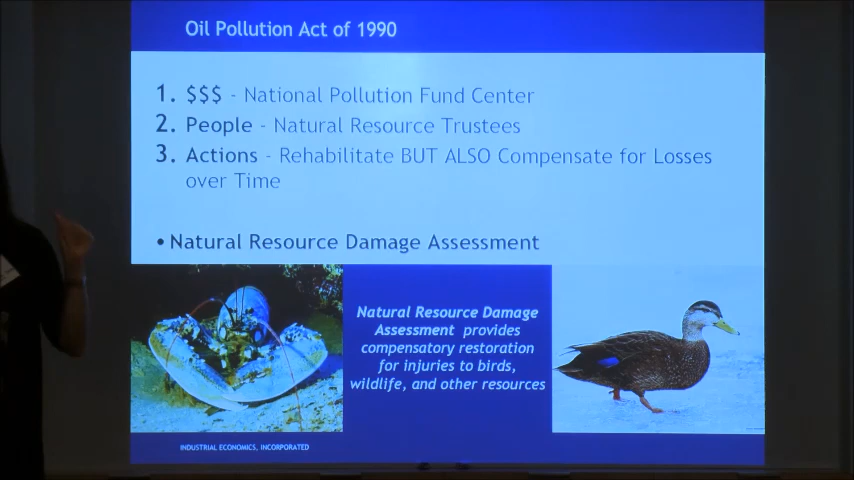 Oil Pollution Act of 1990
1. $$$ - National Pollution Fund Center
2. People - Natural Resource Trustees
3. Actions - Rehabilitate BUT ALSO Compensate for Losses
over Time
• Natural Resource Damage Assessment
Natural Resource Damage
Assessment provides
compensatory restoration
for injuries to birds,
wildlife, and other resources
INDUSTRIAL ECONOMICS, INCORPORATED